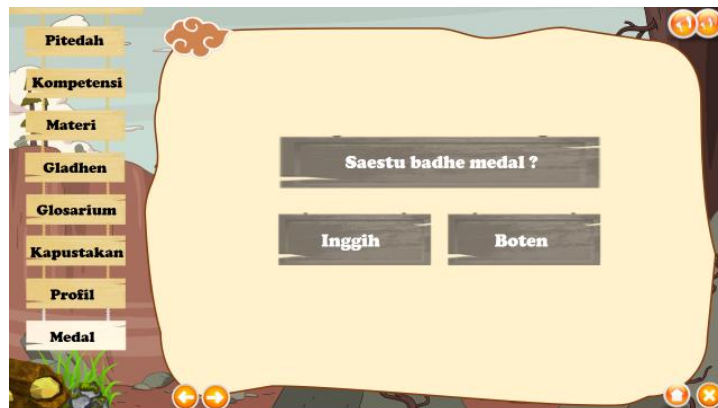 Pitedah
Kompetensi
Materi
Gladhen
Glosarium
Kapustakan
Profil
Medal
Saestu badhe medal ?
Inggih
Boten